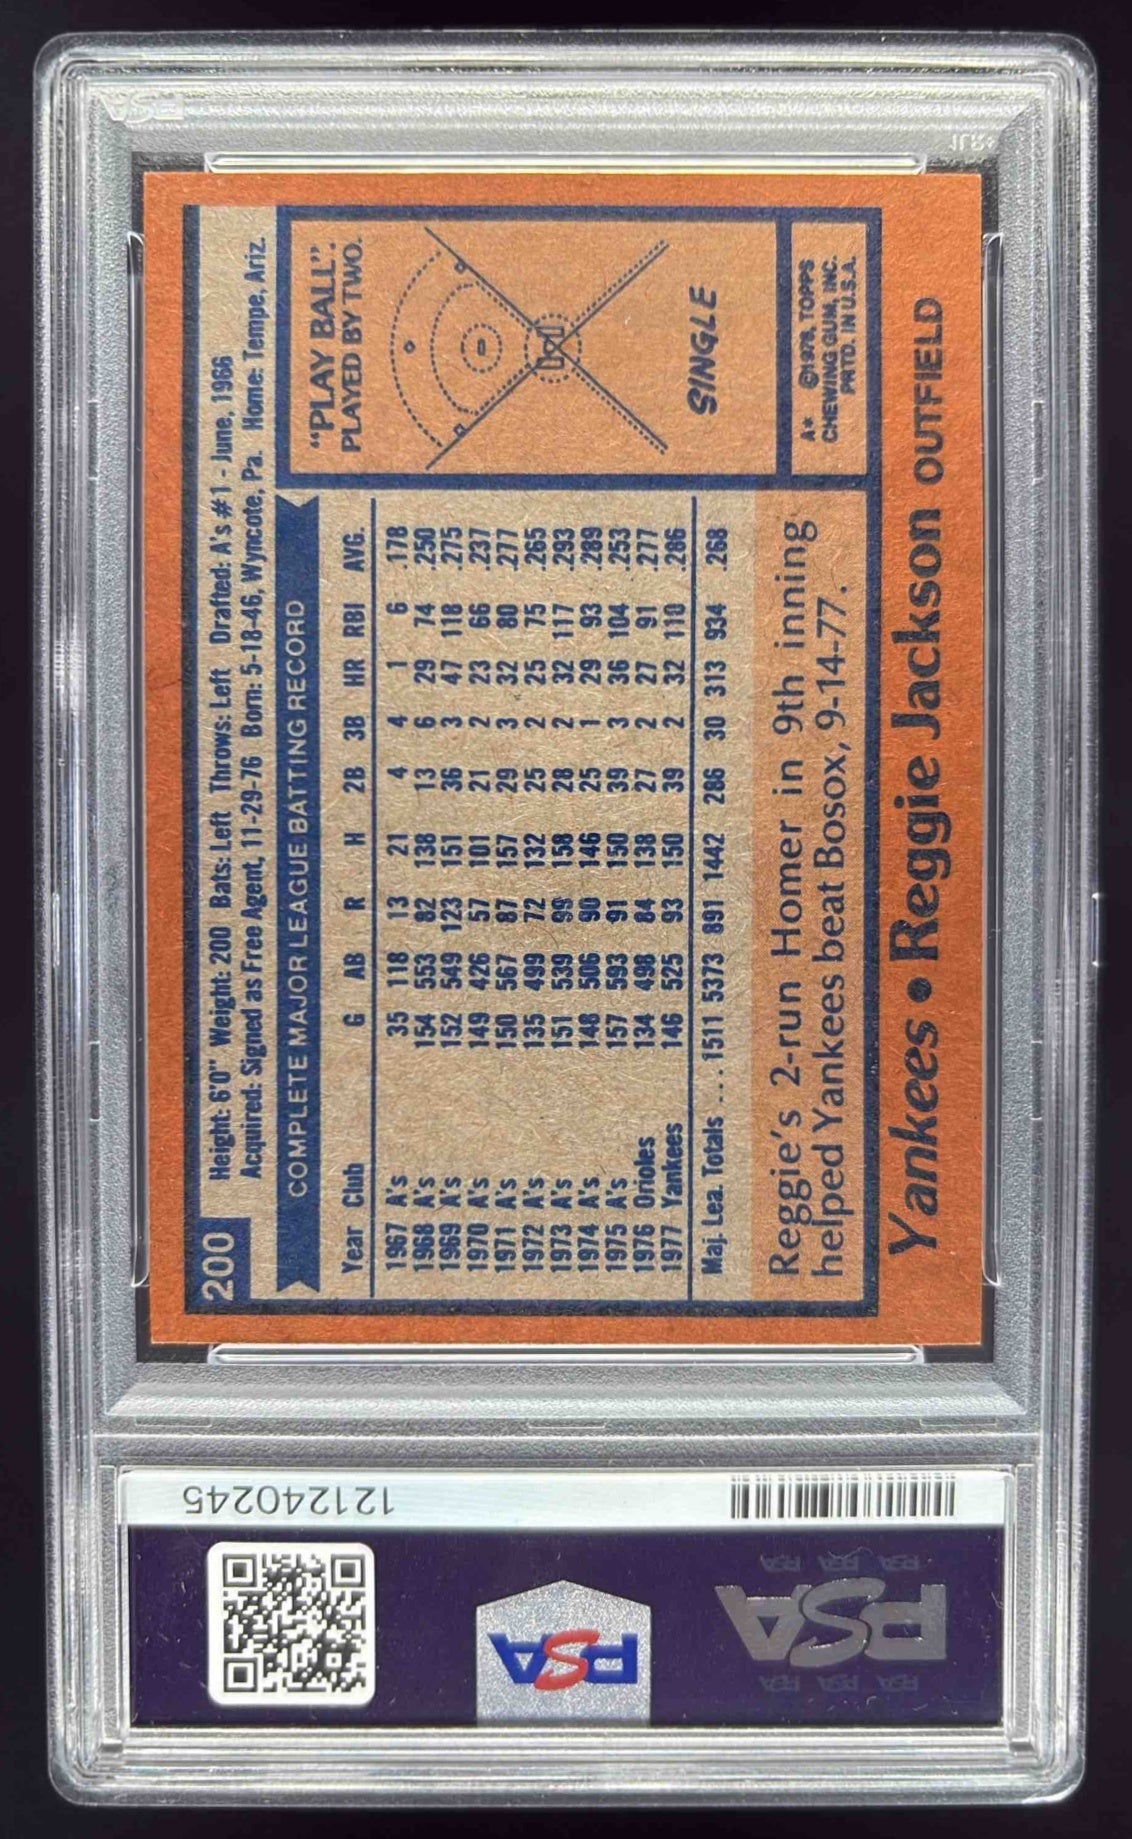 200
Height: 6'0" Weight: 200 Bats: Left Throws: Left Drafted: A's #1 - June, 1966
Acquired: Signed as Free Agent, 11-29-76 Born: 5-18-46, Wyncote, Pa. Home: Tempe, Ariz.
COMPLETE MAJOR LEAGUE BATTING RECORD
Year Club G AB R H 2B 3B HR RBI AVG.
1967 A's 35 118 13 21 4 4 1 6 .178
1968 A's 154 553 82 138 13 6 29 74 .250
1969 A's 152 549 123 151 36 3 47 118 .275
1970 A's 149 426 57 101 21 2 23 66 .237
1971 A's 150 567 87 157 29 3 32 80 .277
1972 A's 135 499 72 132 25 2 25 75 .265
1973 A's 151 539 99 158 28 2 32 117 .293
1974 A's 148 506 90 146 25 1 29 93 .289
1975 A's 157 593 91 150 39 3 36 104 .253
1976 Orioles 134 498 84 138 27 2 27 91 .277
1977 Yankees 146 525 93 150 39 2 32 110 .286
Maj. Lea. Totals ... 1511 5373 891 1442 286 30 313 934 .268
Reggie's 2-run Homer in 9th inning
helped Yankees beat Bosox, 9-14-77.
"PLAY BALL".
PLAYED BY TWO.
SINGLE
A* ©1978, TOPPS
CHEWING GUM, INC.
PRTD. IN U.S.A.
Yankees • Reggie Jackson OUTFIELD
121240245
PSA
PSA
PSA PSA PSA
PSA PSA PSA
PSA